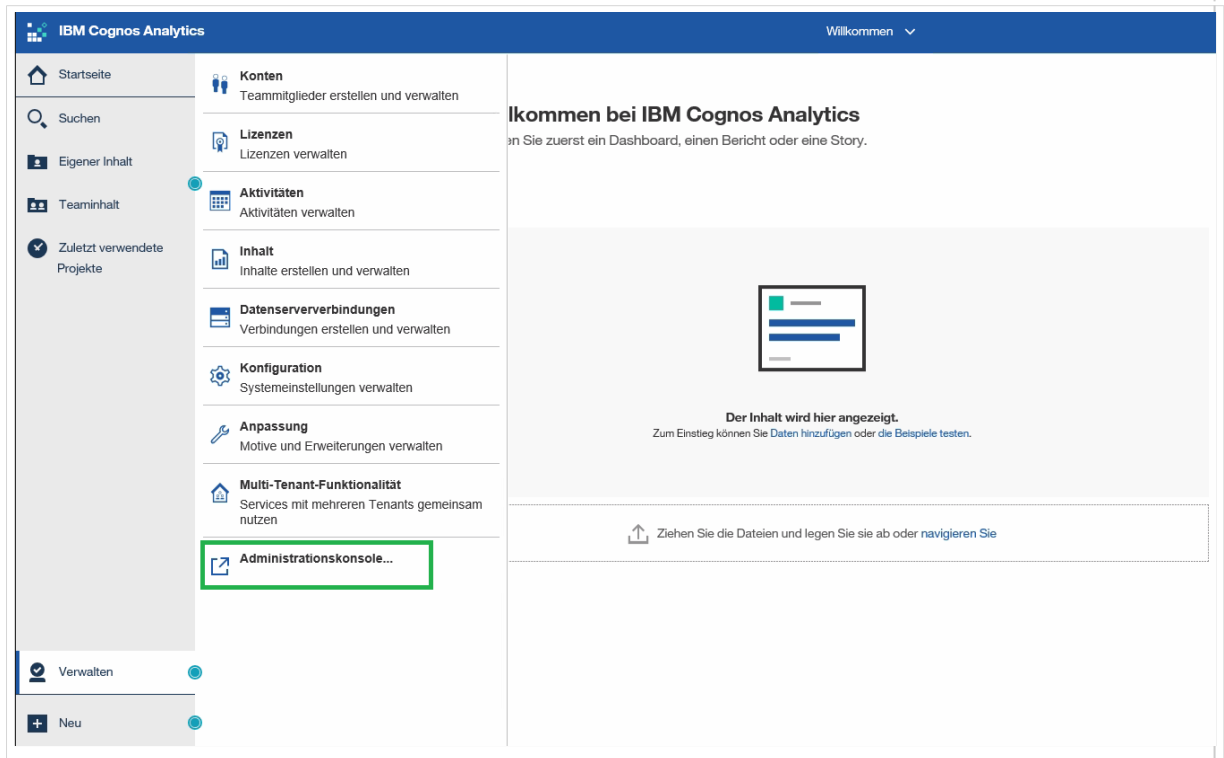 IBM Cognos Analytics
Willkommen
Startseite
Suchen
Eigener Inhalt
Teaminhalt
Zuletzt verwendete
Projekte
Verwalten
Neu
Konten
Teammitglieder erstellen und verwalten
Lizenzen
Lizenzen verwalten
Aktivitäten
Aktivitäten verwalten
Inhalt
Inhalte erstellen und verwalten
Datenserververbindungen
Verbindungen erstellen und verwalten
Konfiguration
Systemeinstellungen verwalten
Anpassung
Motive und Erweiterungen verwalten
Multi-Tenant-Funktionalität
Services mit mehreren Tenants gemeinsam
nutzen
Administrationskonsole...
lkommen bei IBM Cognos Analytics
en Sie zuerst ein Dashboard, einen Bericht oder eine Story.
Der Inhalt wird hier angezeigt.
Zum Einstieg können Sie Daten hinzufügen oder die Beispiele testen.
Ziehen Sie die Dateien und legen Sie sie ab oder navigieren Sie